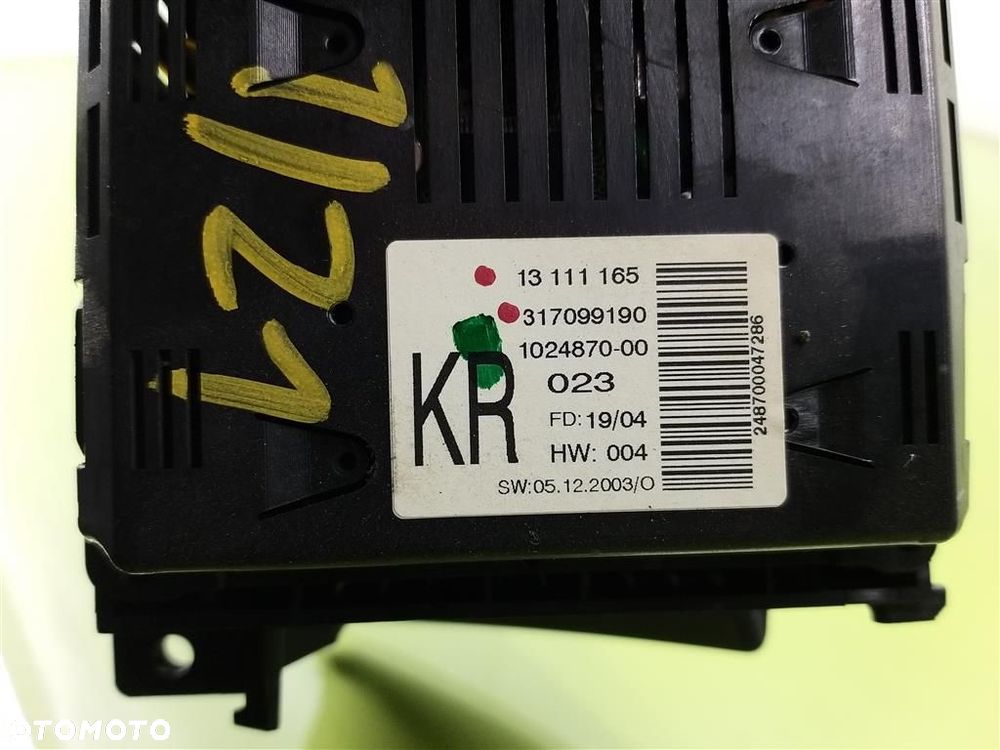 1/21
13 111 165
317099190
1024870-00
KR
023
FD: 19/04
HW: 004
SW:05.12.2003/O
248700047286
OTOMOTO